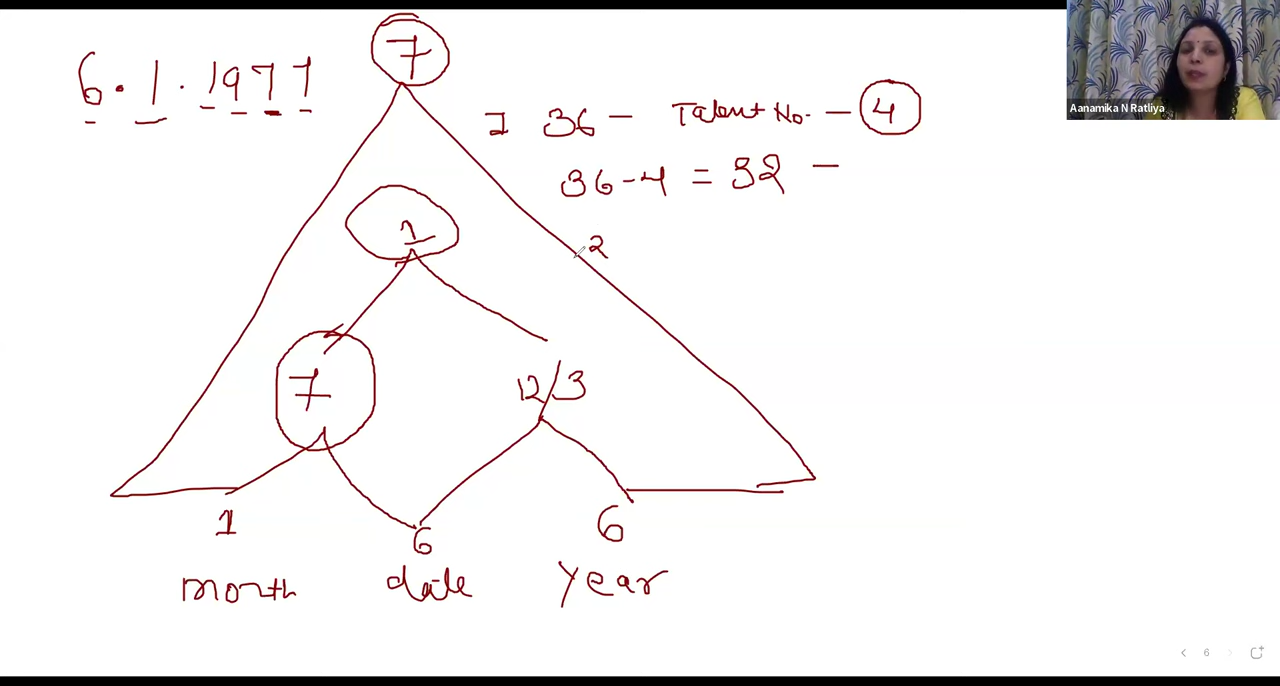 7
6.1.1977
I 36 - Talent No. - 4
36-4 = 32 -
1
2
7
12/3
1
6
6
month date year
Aanamika N Ratliya
6